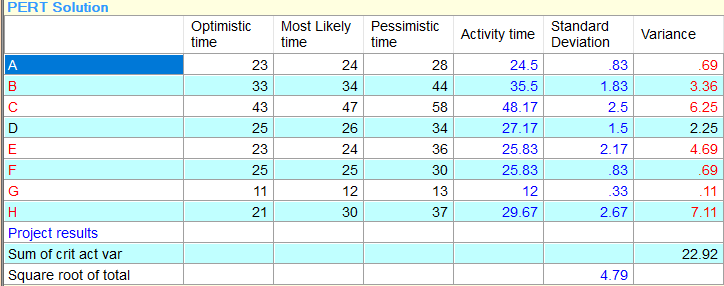 PERT Solution
Optimistic time Most Likely time Pessimistic time Activity time Standard Deviation Variance
A 23 24 28 24.5 .83 .69
B 33 34 44 35.5 1.83 3.36
C 43 47 58 48.17 2.5 6.25
D 25 26 34 27.17 1.5 2.25
E 23 24 36 25.83 2.17 4.69
F 25 25 30 25.83 .83 .69
G 11 12 13 12 .33 .11
H 21 30 37 29.67 2.67 7.11
Project results
Sum of crit act var 22.92
Square root of total 4.79